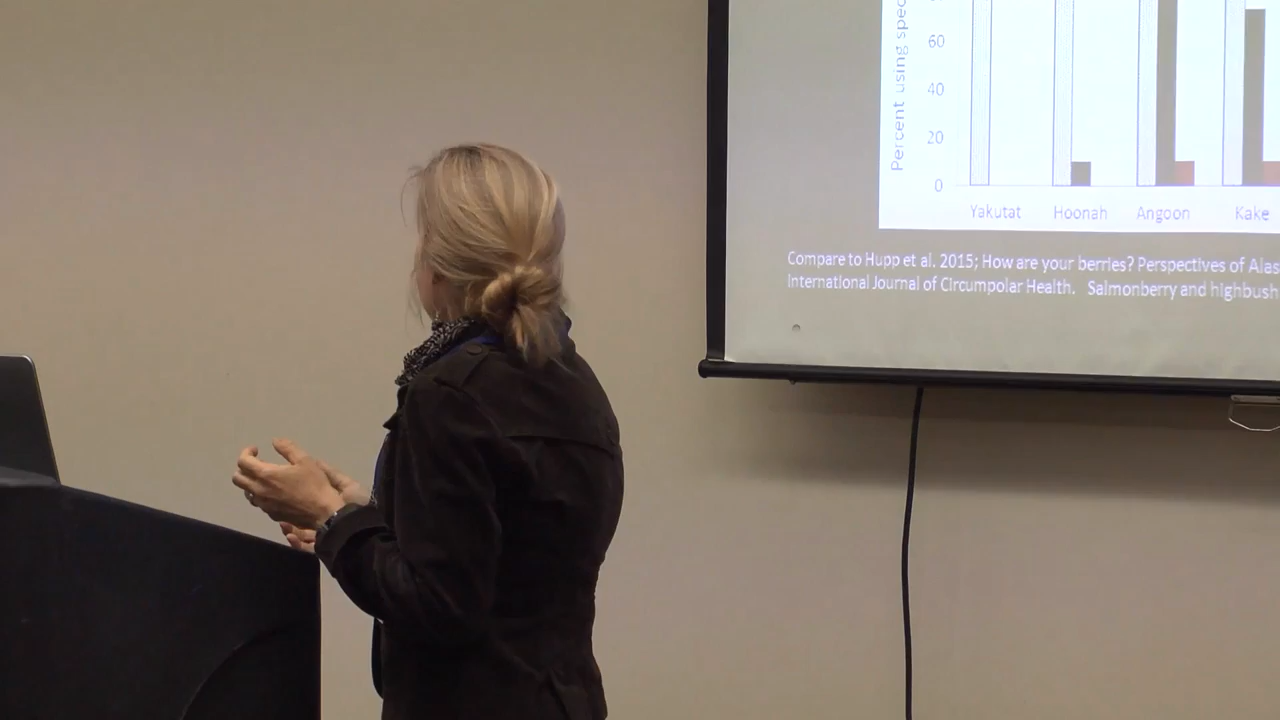 Percent using spec
60
40
20
0
Yakutat Hoonah Angoon Kake
Compare to Hupp et al. 2015; How are your berries? Perspectives of Alas
International Journal of Circumpolar Health. Salmonberry and highbush